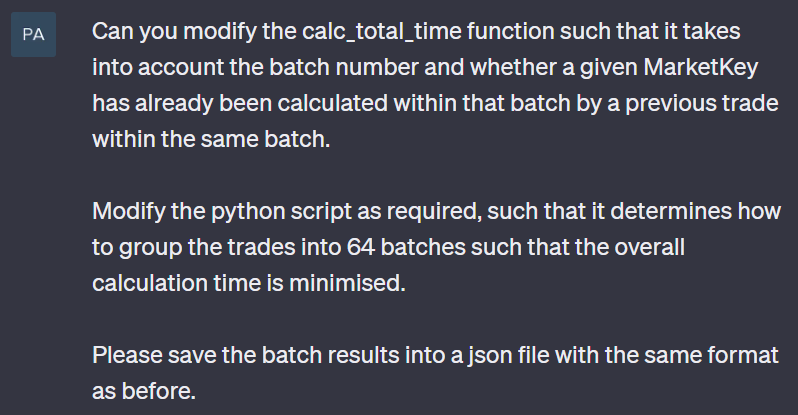 PA
Can you modify the calc_total_time function such that it takes
into account the batch number and whether a given MarketKey
has already been calculated within that batch by a previous trade
within the same batch.
Modify the python script as required, such that it determines how
to group the trades into 64 batches such that the overall
calculation time is minimised.
Please save the batch results into a json file with the same format
as before.